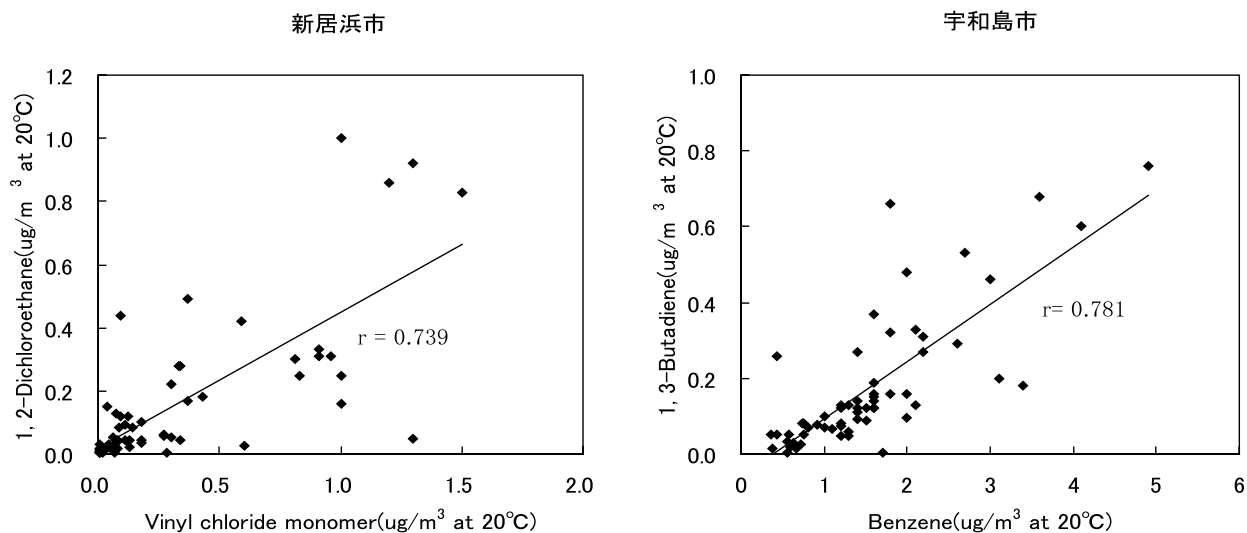 新居浜市
1,2-Dichloroethane(ug/m 3 at 20℃)
1.2
1.0
0.8
0.6
0.4
0.2
0.0
r = 0.739
0.0 0.5 1.0 1.5 2.0
Vinyl chloride monomer(ug/m3 at 20℃)
宇和島市
1,3-Butadiene(ug/m 3 at 20℃)
1.0
0.8
0.6
0.4
0.2
0.0
r= 0.781
0 1 2 3 4 5 6
Benzene(ug/m3 at 20℃)